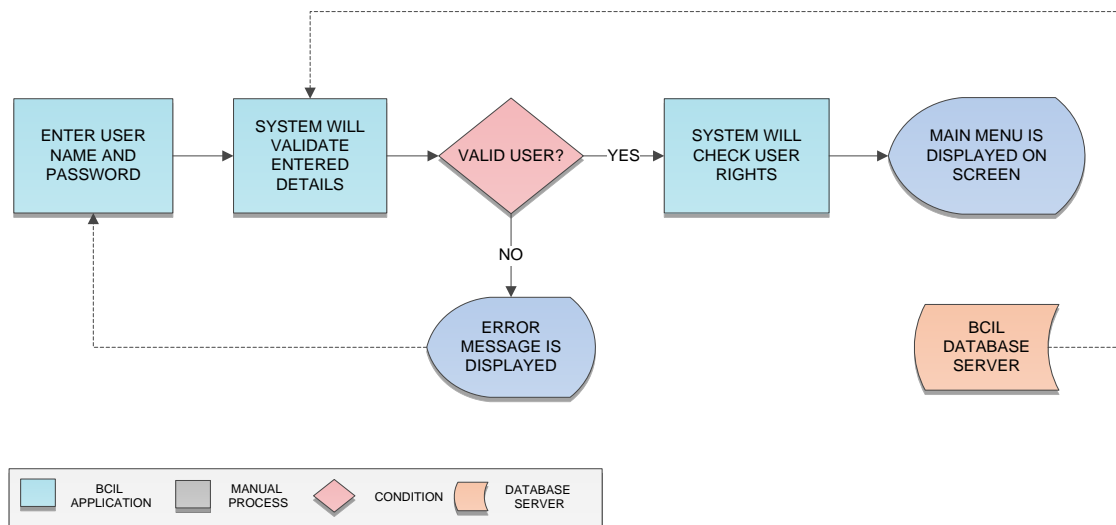 ENTER USER
NAME AND
PASSWORD
SYSTEM WILL
VALIDATE
ENTERED
DETAILS
VALID USER?
YES
SYSTEM WILL
CHECK USER
RIGHTS
MAIN MENU IS
DISPLAYED ON
SCREEN
NO
ERROR
MESSAGE IS
DISPLAYED
BCIL
DATABASE
SERVER
BCIL
APPLICATION
MANUAL
PROCESS
CONDITION
DATABASE
SERVER